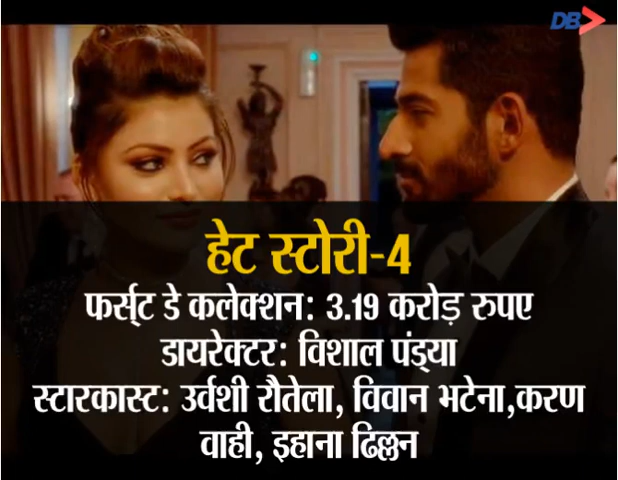 DB
हेट स्टोरी-4
फर्स्ट डे कलेक्शन: 3.19 करोड़ रुपए
डायरेक्टर: विशाल पंड्या
स्टारकास्ट: उर्वशी रौतेला, विवान भटेना,करण
वाही, इहाना ढिल्लन